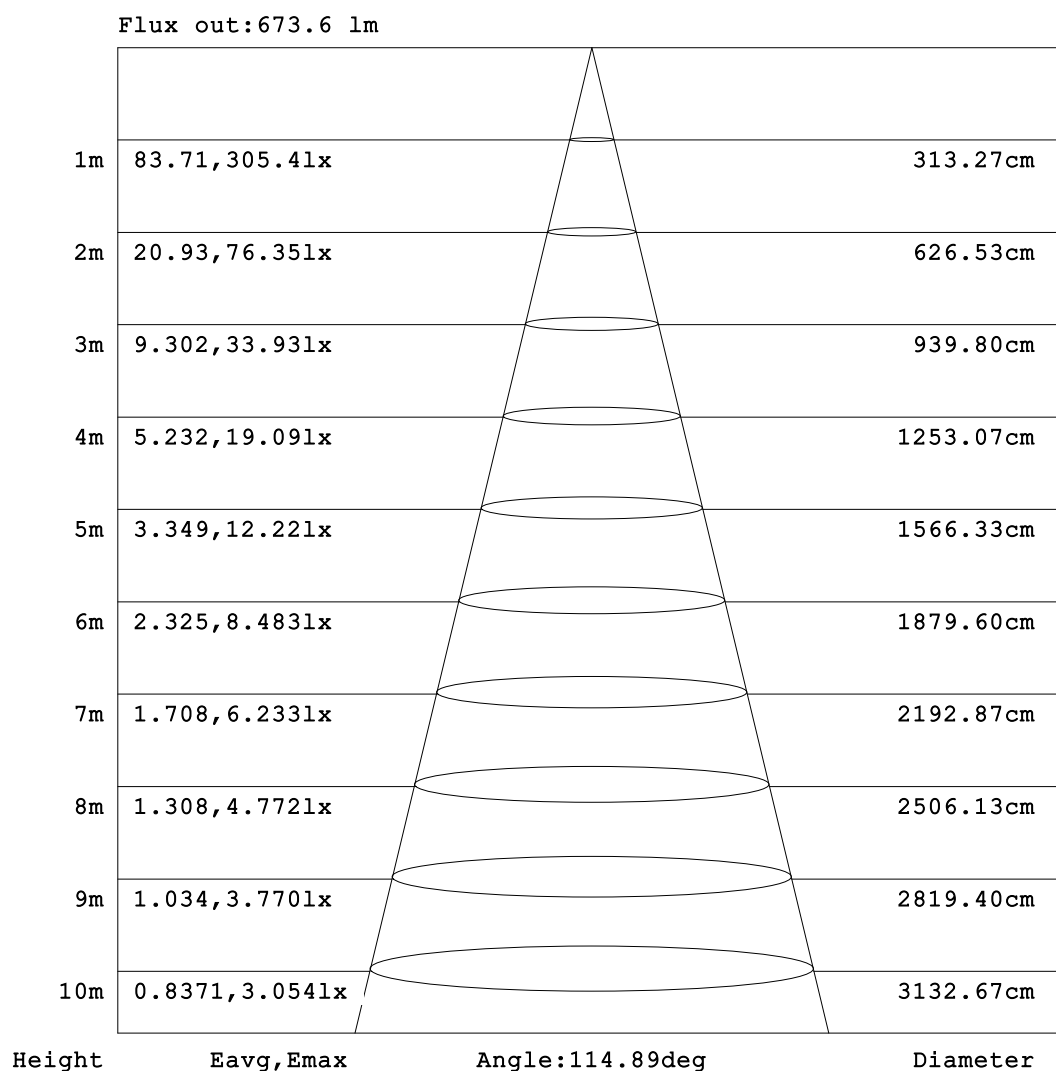 Flux out:673.6 lm
1m 83.71,305.4lx 313.27cm
2m 20.93,76.35lx 626.53cm
3m 9.302,33.93lx 939.80cm
4m 5.232,19.09lx 1253.07cm
5m 3.349,12.22lx 1566.33cm
6m 2.325,8.483lx 1879.60cm
7m 1.708,6.233lx 2192.87cm
8m 1.308,4.772lx 2506.13cm
9m 1.034,3.770lx 2819.40cm
10m 0.8371,3.054lx 3132.67cm
Height Eavg,Emax Angle:114.89deg Diameter